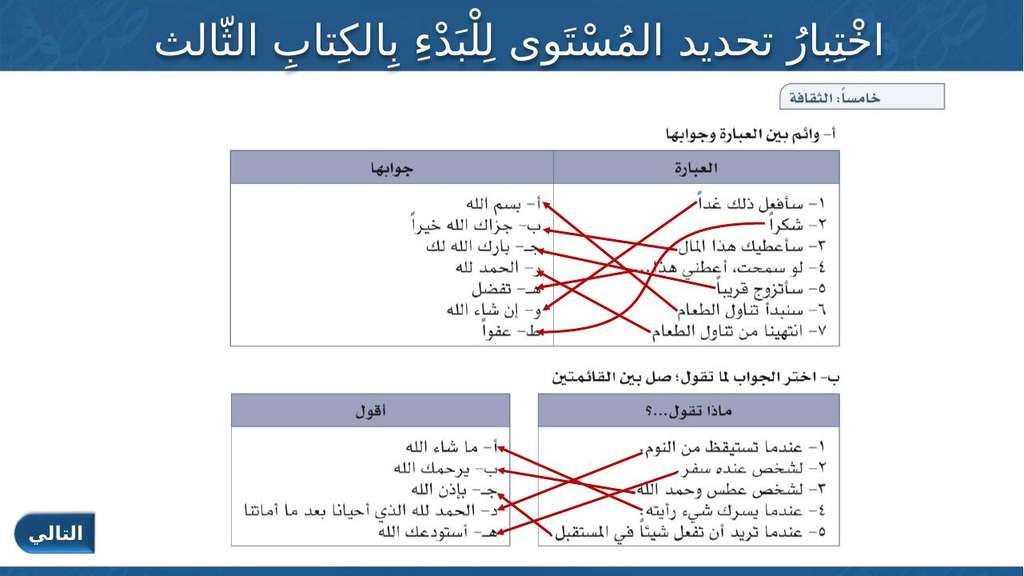 اخْتِبارُ تحديد المُسْتَوى لِلْبَدْءِ بِالكِتابِ الثّالث
خامساً: الثقافة
أ- وائم بين العبارة وجوابها
العبارة جوابها
١- سأفعل ذلك غداً أ- بسم الله
٢- شكراً ب- جزاك الله خيراً
٣- سأعطيك هذا المال جـ- بارك الله لك
٤- لو سمحت، أعطني هذا... د- الحمد لله
٥- سأتزوج قريباً هـ- تفضل
٦- سنبدأ تناول الطعام و- إن شاء الله
٧- انتهينا من تناول الطعام ط- عفواً
ب- اختر الجواب لما تقول؛ صل بين القائمتين
ماذا تقول...؟ أقول
١- عندما تستيقظ من النوم: أ- ما شاء الله
٢- لشخص عنده سفر ب- يرحمك الله
٣- لشخص عطس وحمد الله: جـ- بإذن الله
٤- عندما يسرك شيء رأيته: د- الحمد لله الذي أحيانا بعد ما أماتنا
٥- عندما تريد أن تفعل شيئاً في المستقبل هـ- أستودعك الله
التالي